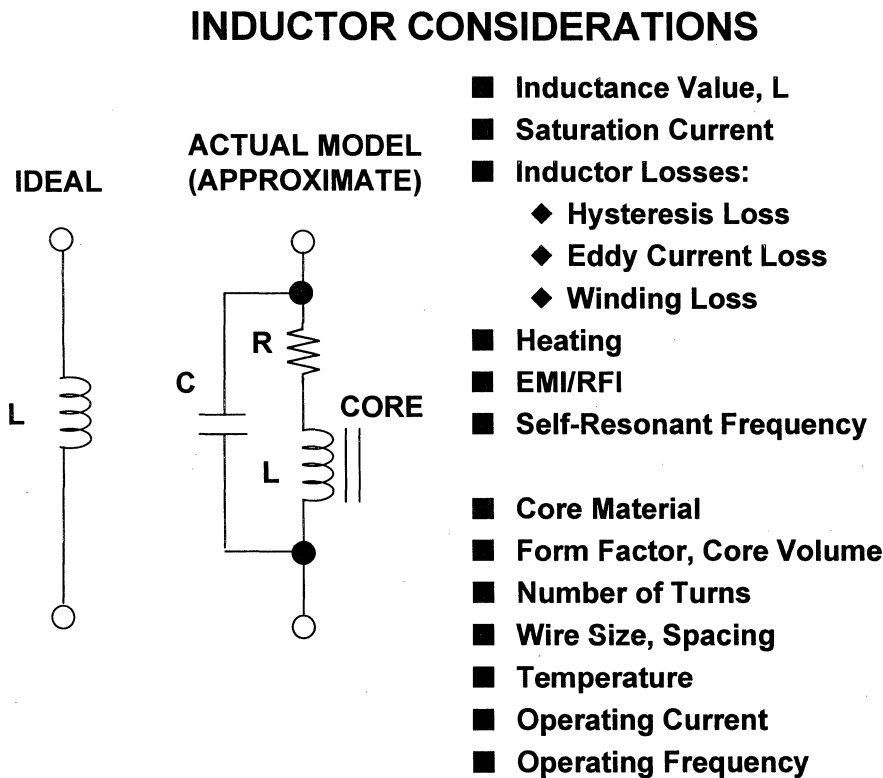 INDUCTOR CONSIDERATIONS
IDEAL
L
ACTUAL MODEL
(APPROXIMATE)
R
C
CORE
L
■ Inductance Value, L
■ Saturation Current
■ Inductor Losses:
◆ Hysteresis Loss
◆ Eddy Current Loss
◆ Winding Loss
■ Heating
■ EMI/RFI
■ Self-Resonant Frequency
■ Core Material
■ Form Factor, Core Volume
■ Number of Turns
■ Wire Size, Spacing
■ Temperature
■ Operating Current
■ Operating Frequency